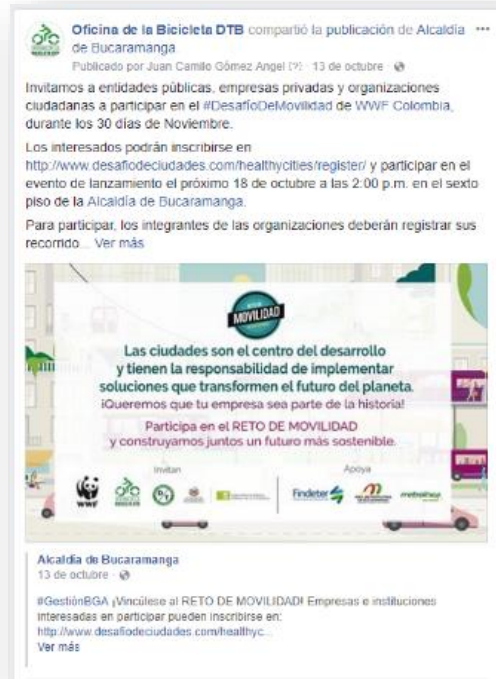 Oficina de la Bicicleta DTB compartió la publicación de Alcaldía
de Bucaramanga.
Publicado por Juan Camilo Gómez Angel [?] · 13 de octubre ·
Invitamos a entidades públicas, empresas privadas y organizaciones
ciudadanas a participar en el #DesafíoDeMovilidad de WWF Colombia,
durante los 30 días de Noviembre.
Los interesados podrán inscribirse en
http://www.desafiodeciudades.com/healthycities/register/ y participar en el
evento de lanzamiento el próximo 18 de octubre a las 2:00 p.m. en el sexto
piso de la Alcaldía de Bucaramanga.
Para participar, los integrantes de las organizaciones deberán registrar sus
recorrido... Ver más
MOVILIDAD
Las ciudades son el centro del desarrollo
y tienen la responsabilidad de implementar
soluciones que transformen el futuro del planeta.
¡Queremos que tu empresa sea parte de la historia!
Participa en el RETO DE MOVILIDAD
y construyamos juntos un futuro más sostenible.
Invitan
Apoya
WWF
Findeter
metrolínea
Alcaldía de Bucaramanga
13 de octubre ·
#GestiónBGA ¡Vincúlese al RETO DE MOVILIDAD! Empresas e instituciones
interesadas en participar pueden inscribirse en:
http://www.desafiodeciudades.com/healthyc...
Ver más